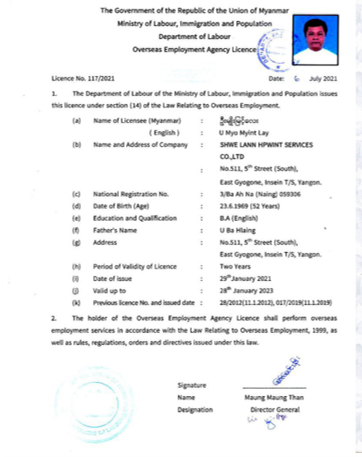 The Government of the Republic of the Union of Myanmar
Ministry of Labour, Immigration and Population
Department of Labour
Overseas Employment Agency Licence
Licence No. 117/2021 Date: 6 July 2021
1. The Department of Labour of the Ministry of Labour, Immigration and Population issues
this licence under section (14) of the Law Relating to Overseas Employment.
(a) Name of Licensee (Myanmar) : ဦးမျိုးမြင့်လေး
( English ) : U Myo Myint Lay
(b) Name and Address of Company : SHWE LANN HPWINT SERVICES
CO.,LTD
: No.511, 5th Street (South),
East Gyogone, Insein T/S, Yangon.
(c) National Registration No. : 3/Ba Ah Na (Naing) 059306
(d) Date of Birth (Age) : 23.6.1969 (52 Years)
(e) Education and Qualification : B.A (English)
(f) Father's Name : U Ba Hlaing
(g) Address : No.511, 5th Street (South),
East Gyogone, Insein T/S, Yangon.
(h) Period of Validity of Licence : Two Years
(i) Date of issue : 29th January 2021
(j) Valid up to : 28th January 2023
(k) Previous licence No. and issued date : 28/2012(11.1.2012), 017/2019(11.1.2019)
2. The holder of the Overseas Employment Agency Licence shall perform overseas
employment services in accordance with the Law Relating to Overseas Employment, 1999, as
well as rules, regulations, orders and directives issued under this law.
Signature
Name Maung Maung Than
Designation Director General